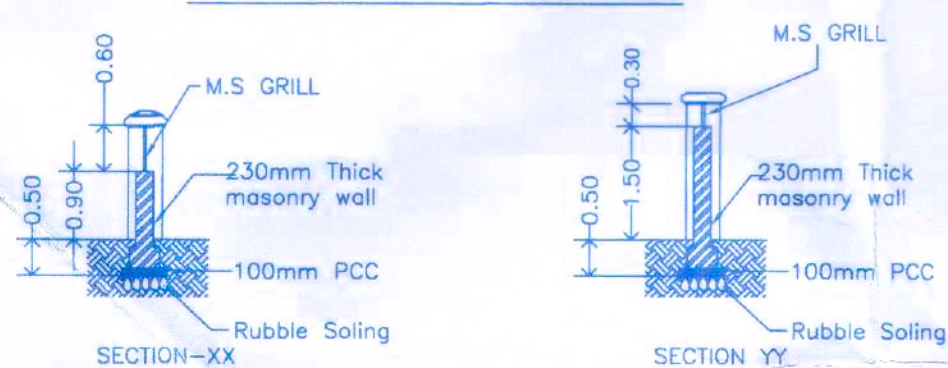 0.60
M.S GRILL
230mm Thick
masonry wall
0.50
0.90
100mm PCC
Rubble Soling
SECTION-XX
M.S GRILL
0.30
1.50
0.50
230mm Thick
masonry wall
100mm PCC
Rubble Soling
SECTION YY